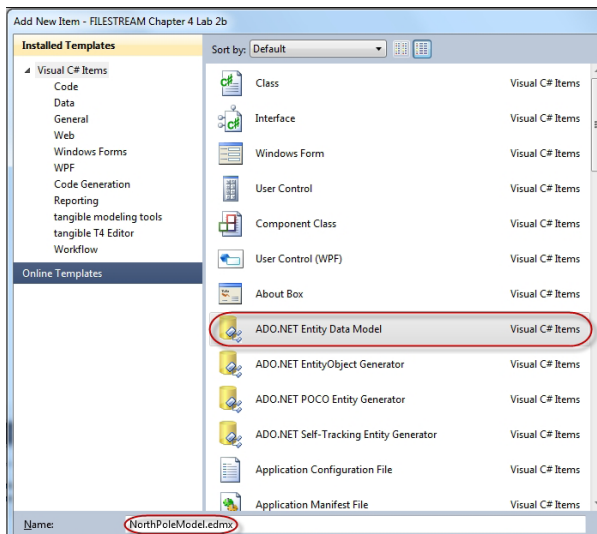 Add New Item - FILESTREAM Chapter 4 Lab 2b
Installed Templates
Visual C# Items
Code
Data
General
Web
Windows Forms
WPF
Code Generation
Reporting
tangible modeling tools
tangible T4 Editor
Workflow
Online Templates
Sort by: Default
Class Visual C# Items
Interface Visual C# Items
Windows Form Visual C# Items
User Control Visual C# Items
Component Class Visual C# Items
User Control (WPF) Visual C# Items
About Box Visual C# Items
ADO.NET Entity Data Model Visual C# Items
ADO.NET EntityObject Generator Visual C# Items
ADO.NET POCO Entity Generator Visual C# Items
ADO.NET Self-Tracking Entity Generator Visual C# Items
Application Configuration File Visual C# Items
Application Manifest File Visual C# Items
Name: NorthPoleModel.edmx